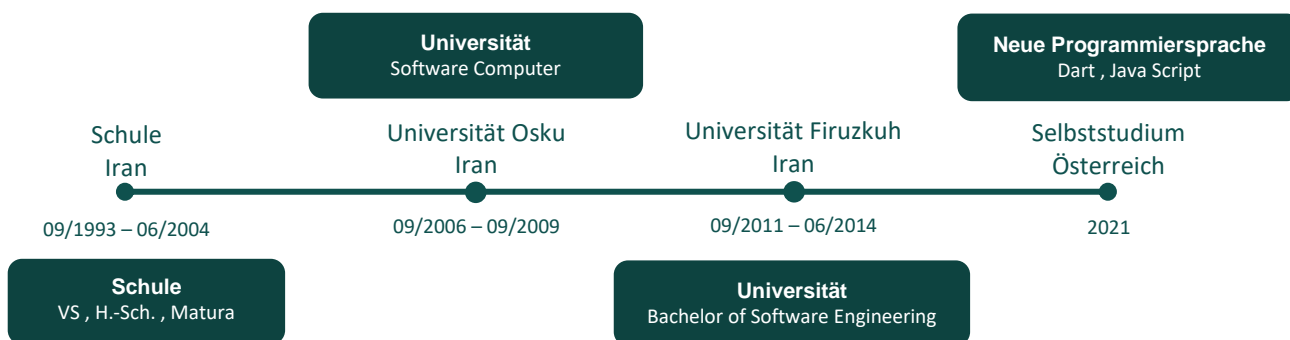 Universität
Software Computer
Neue Programmiersprache
Dart , Java Script
Schule
Iran
Universität Osku
Iran
Universität Firuzkuh
Iran
Selbststudium
Österreich
09/1993 – 06/2004
09/2006 – 09/2009
09/2011 – 06/2014
2021
Schule
VS , H.-Sch. , Matura
Universität
Bachelor of Software Engineering